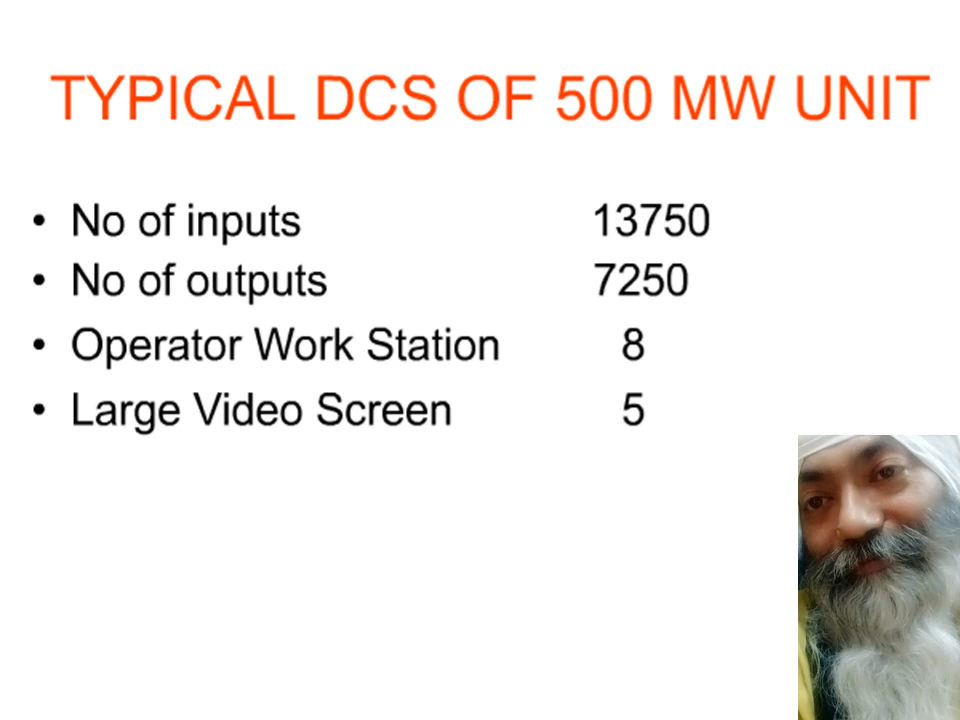 TYPICAL DCS OF 500 MW UNIT
• No of inputs 13750
• No of outputs 7250
• Operator Work Station 8
• Large Video Screen 5